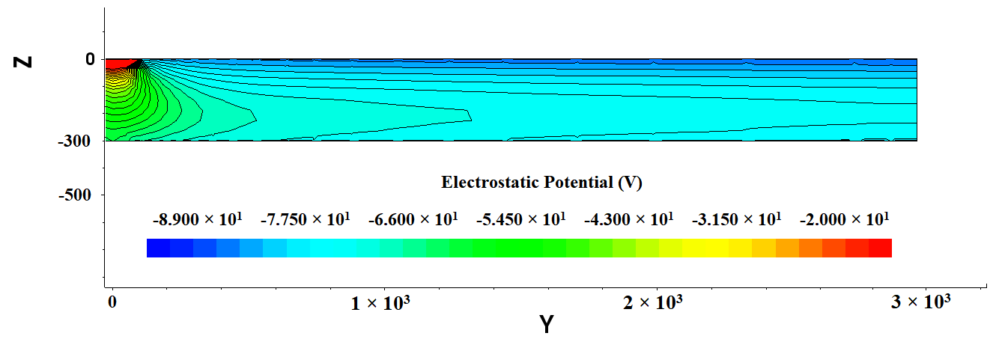 Z
0
-300
-500
Electrostatic Potential (V)
-8.900 × 10¹ -7.750 × 10¹ -6.600 × 10¹ -5.450 × 10¹ -4.300 × 10¹ -3.150 × 10¹ -2.000 × 10¹
0 1 × 10³ 2 × 10³ 3 × 10³
Y